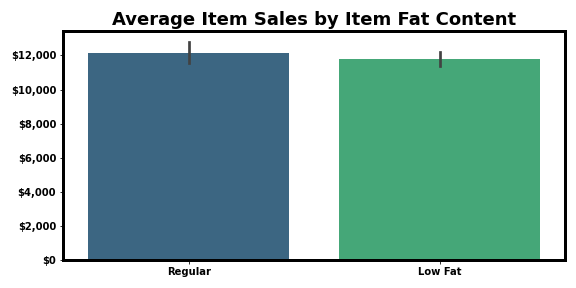 Average Item Sales by Item Fat Content
$12,000
$10,000
$8,000
$6,000
$4,000
$2,000
$0
Regular
Low Fat